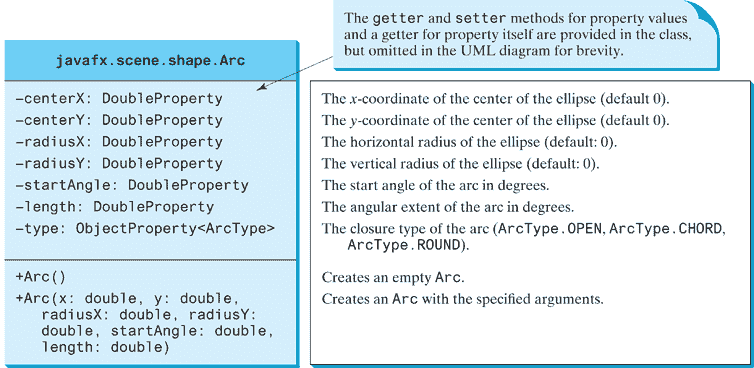 The getter and setter methods for property values
and a getter for property itself are provided in the class,
but omitted in the UML diagram for brevity.
javafx.scene.shape.Arc
-centerX: DoubleProperty
-centerY: DoubleProperty
-radiusX: DoubleProperty
-radiusY: DoubleProperty
-startAngle: DoubleProperty
-length: DoubleProperty
-type: ObjectProperty<ArcType>
The x-coordinate of the center of the ellipse (default 0).
The y-coordinate of the center of the ellipse (default 0).
The horizontal radius of the ellipse (default: 0).
The vertical radius of the ellipse (default: 0).
The start angle of the arc in degrees.
The angular extent of the arc in degrees.
The closure type of the arc (ArcType.OPEN, ArcType.CHORD,
ArcType.ROUND).
+Arc()
+Arc(x: double, y: double,
radiusX: double, radiusY:
double, startAngle: double,
length: double)
Creates an empty Arc.
Creates an Arc with the specified arguments.